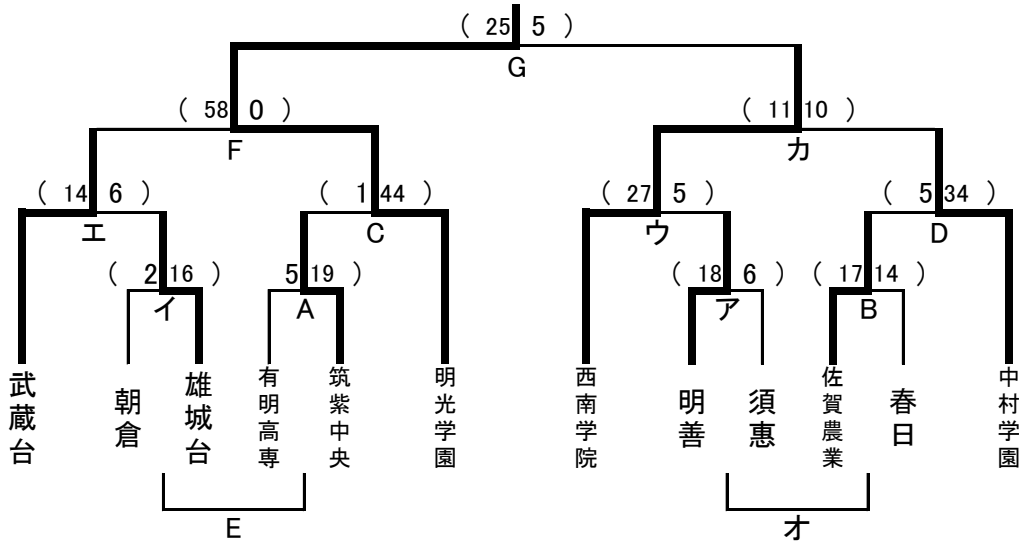 ( 25 5 )
G
( 58 0 ) ( 11 10 )
F カ
( 14 6 ) ( 1 44 ) ( 27 5 ) ( 5 34 )
エ C ウ D
( 2 16 ) 5 19 ) ( 18 6 ) ( 17 14 )
イ A ア B
武蔵台
朝倉
雄城台
有明高専
筑紫中央
明光学園
西南学院
明善
須惠
佐賀農業
春日
中村学園
E オ